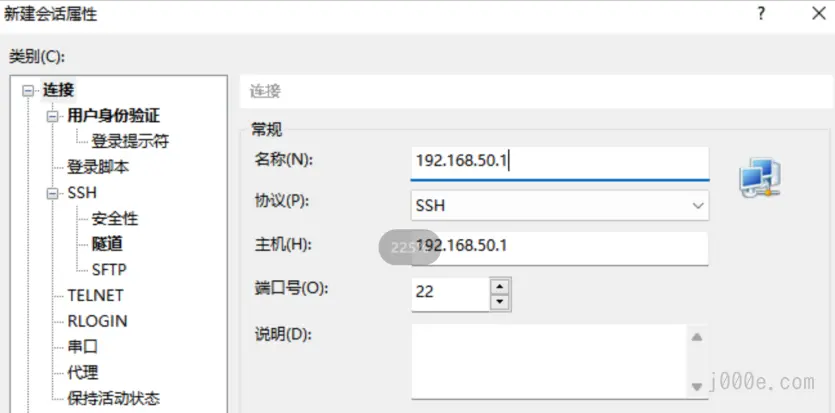 新建会话属性
类别(C):
连接
用户身份验证
登录提示符
登录脚本
SSH
安全性
隧道
SFTP
TELNET
RLOGIN
串口
代理
保持活动状态
连接
常规
名称(N):
192.168.50.1
协议(P):
SSH
主机(H):
192.168.50.1
端口号(O):
22
说明(D):
j000e.com